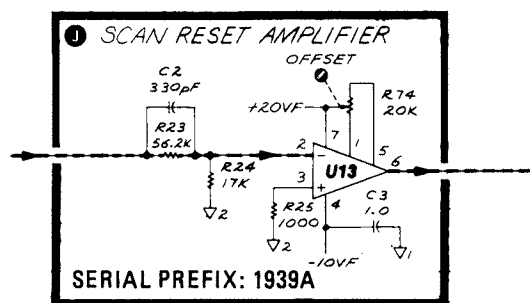 J SCAN RESET AMPLIFIER
OFFSET
C2
330pF
R74
20K
+20VF
R23
56.2K
7
1
5
2
6
R24
17K
U13
3
R25
1000
4
C3
1.0
2
2
1
-10VF
SERIAL PREFIX: 1939A